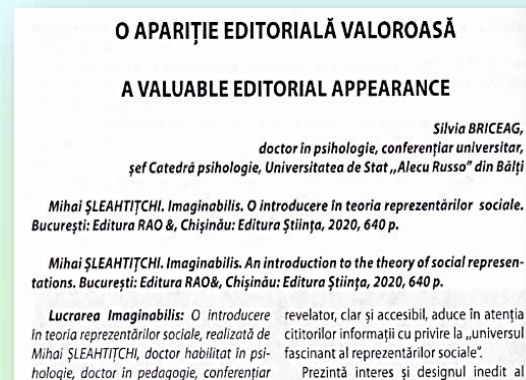 O APARIȚIE EDITORIALĂ VALOROASĂ
A VALUABLE EDITORIAL APPEARANCE
Silvia BRICEAG,
doctor în psihologie, conferențiar universitar,
șef Catedră psihologie, Universitatea de Stat „Alecu Russo” din Bălți
Mihai ȘLEAHTIȚCHI. Imaginabilis. O introducere în teoria reprezentărilor sociale.
București: Editura RAO &, Chișinău: Editura Știința, 2020, 640 p.
Mihai ȘLEAHTIȚCHI. Imaginabilis. An introduction to the theory of social represen-
tations. București: Editura RAO&, Chișinău: Editura Știința, 2020, 640 p.
Lucrarea Imaginabilis: O introducere
în teoria reprezentărilor sociale, realizată de
Mihai ȘLEAHTIȚCHI, doctor habilitat în psi-
hologie, doctor în pedagogie, conferențiar
revelator, clar și accesibil, aduce în atenția
cititorilor informații cu privire la „universul
fascinant al reprezentărilor sociale”.
Prezintă interes și designul inedit al